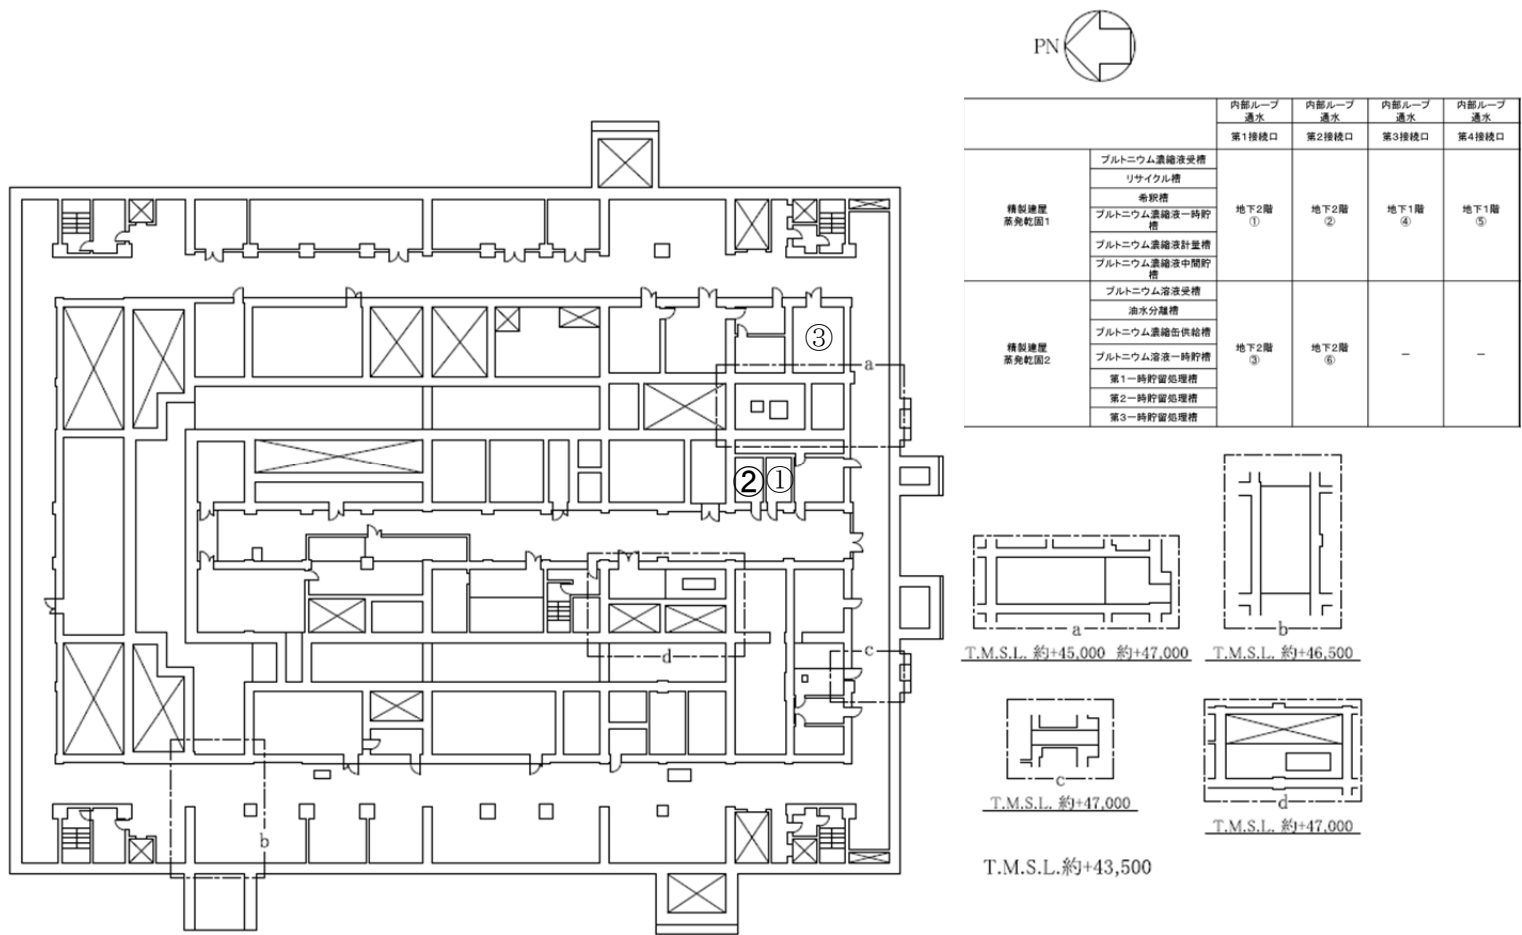 PN
内部ループ 内部ループ 内部ループ 内部ループ
通水 通水 通水 通水
第1接続口 第2接続口 第3接続口 第4接続口
精製建屋
蒸発乾固1
プルトニウム濃縮液受槽
リサイクル槽
希釈槽
プルトニウム濃縮液一時貯
槽
プルトニウム濃縮液計量槽
プルトニウム濃縮液中間貯
槽
地下2階 地下2階 地下1階 地下1階
① ② ④ ⑤
精製建屋
蒸発乾固2
プルトニウム溶液受槽
油水分離槽
プルトニウム濃縮缶供給槽
プルトニウム溶液一時貯槽
第1一時貯留処理槽
第2一時貯留処理槽
第3一時貯留処理槽
地下2階 地下2階 － －
③ ⑥
③
a
② ①
d
c
b
a
T.M.S.L. 約+45,000 約+47,000
b
T.M.S.L. 約+46,500
c
T.M.S.L. 約+47,000
d
T.M.S.L. 約+47,000
T.M.S.L.約+43,500